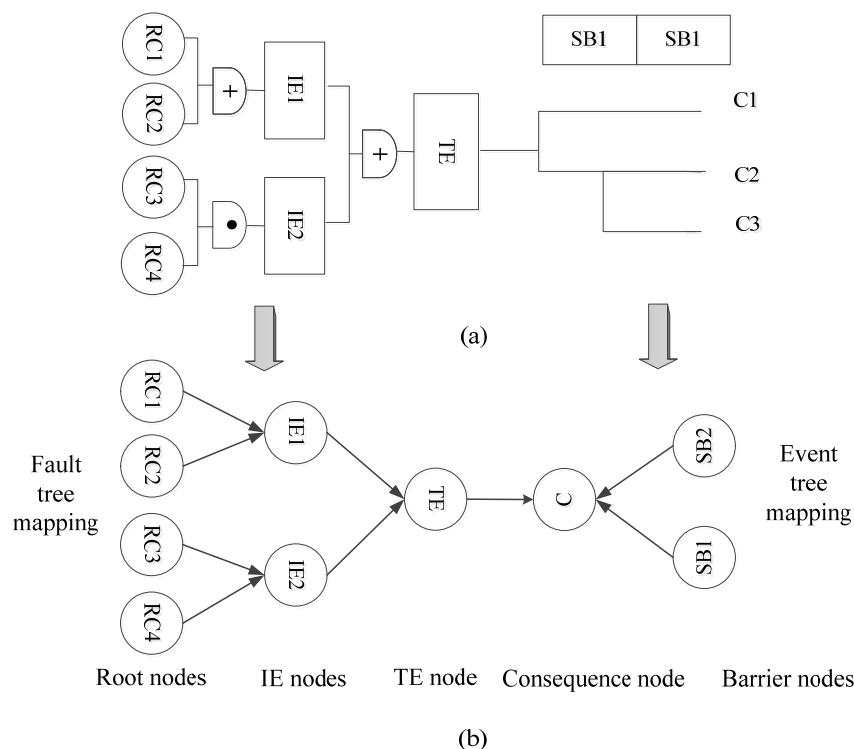 RC1
RC2
RC3
RC4
+
•
IE1
IE2
+
TE
SB1 SB1
C1
C2
C3
(a)
Fault
tree
mapping
RC1
RC2
RC3
RC4
IE1
IE2
TE
C
SB2
SB1
Event
tree
mapping
Root nodes IE nodes TE node Consequence node Barrier nodes
(b)